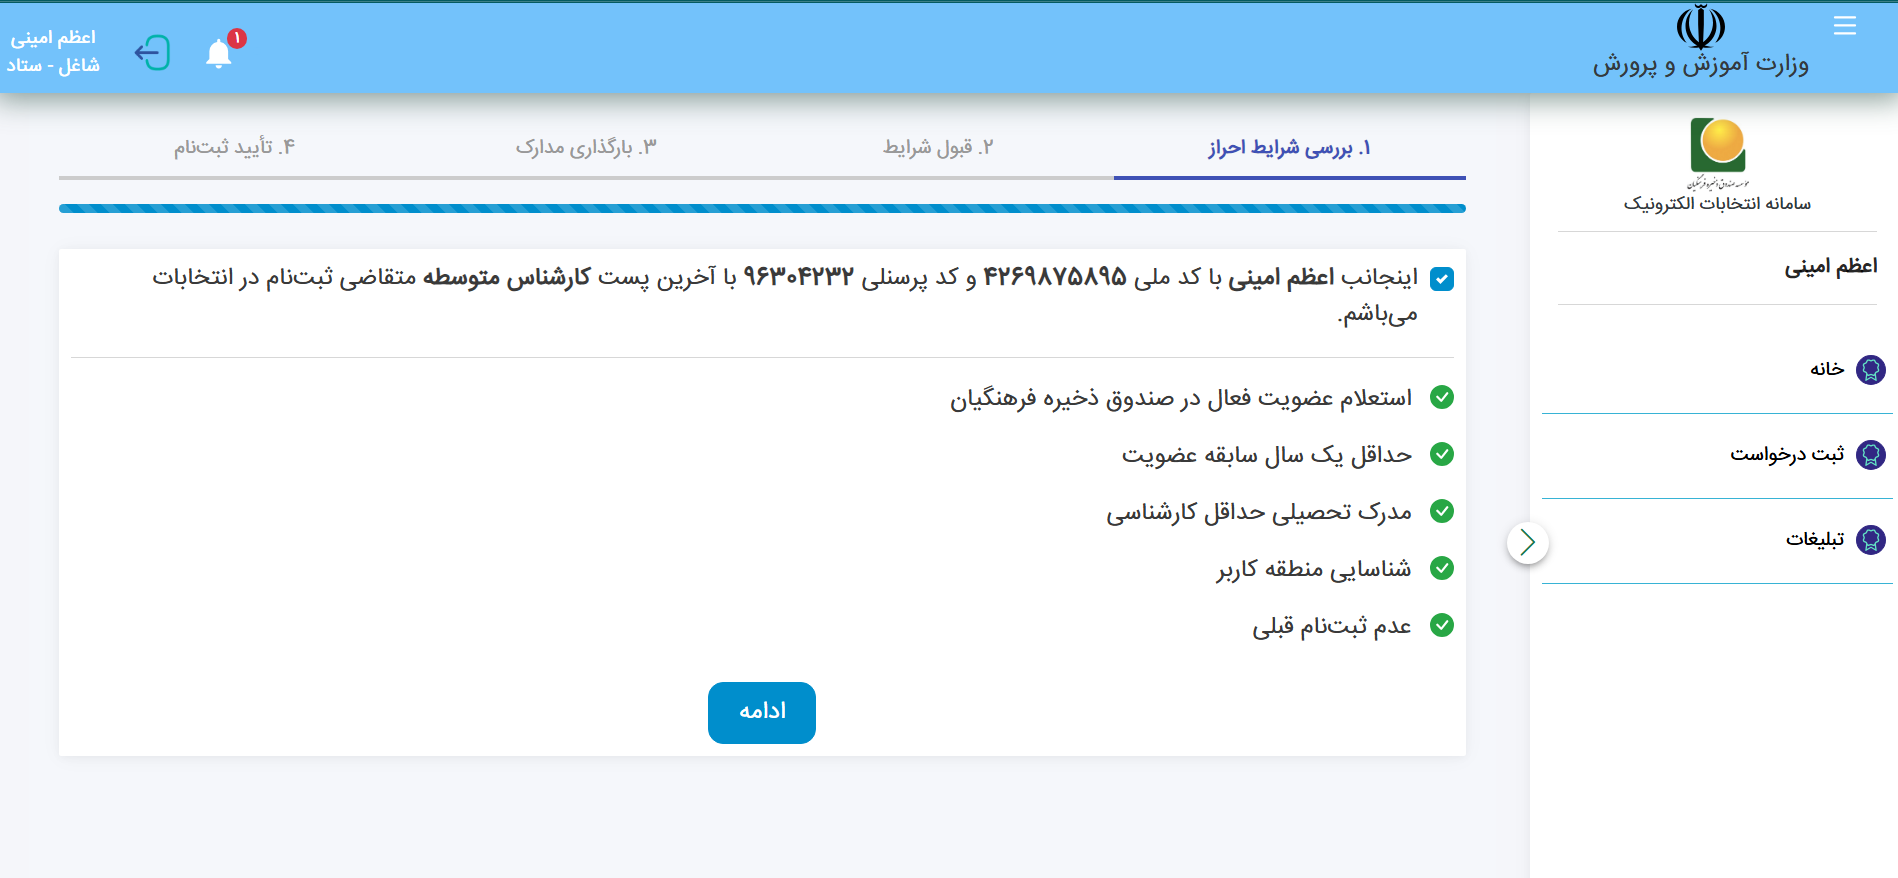 وزارت آموزش و پرورش
۱
اعظم امینی
شاغل - ستاد
موسسه صندوق ذخیره فرهنگیان
سامانه انتخابات الکترونیک
اعظم امینی
خانه
ثبت درخواست
تبلیغات
۱. بررسی شرایط احراز
۲. قبول شرایط
۳. بارگذاری مدارک
۴. تأیید ثبت‌نام
اینجانب اعظم امینی با کد ملی ۴۲۶۹۸۷۵۸۹۵ و کد پرسنلی ۹۶۳۰۴۲۳۲ با آخرین پست کارشناس متوسطه متقاضی ثبت‌نام در انتخابات
می‌باشم.
استعلام عضویت فعال در صندوق ذخیره فرهنگیان
حداقل یک سال سابقه عضویت
مدرک تحصیلی حداقل کارشناسی
شناسایی منطقه کاربر
عدم ثبت‌نام قبلی
ادامه